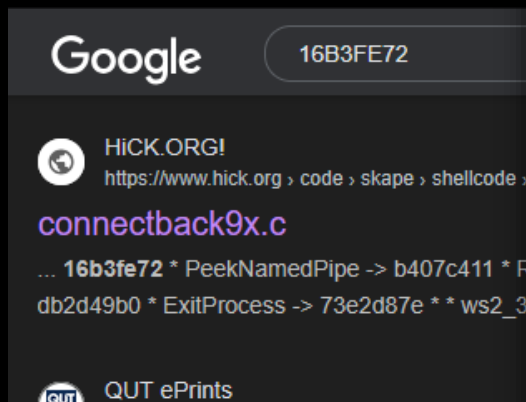 Google
16B3FE72
HiCK.ORG!
https://www.hick.org › code › skape › shellcode ›
connectback9x.c
... 16b3fe72 * PeekNamedPipe -> b407c411 * R
db2d49b0 * ExitProcess -> 73e2d87e * * ws2_3
QUT
QUT ePrints